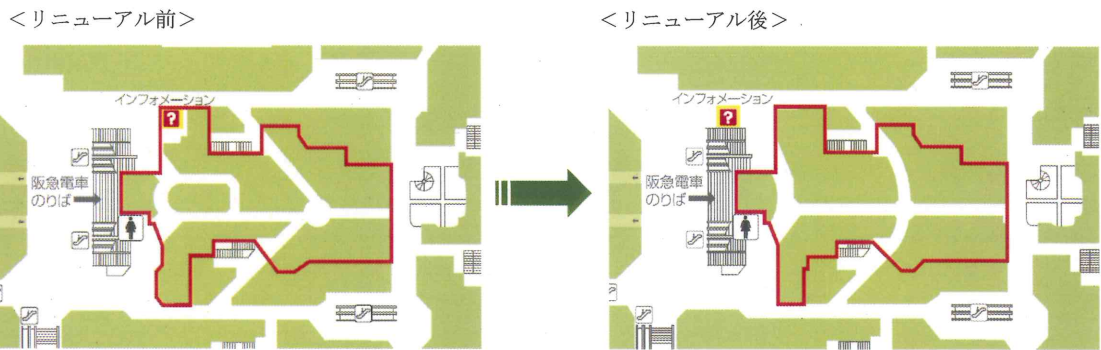 <リニューアル前>
インフォメーション
?
阪急電車
のりば
<リニューアル後>
インフォメーション
?
阪急電車
のりば